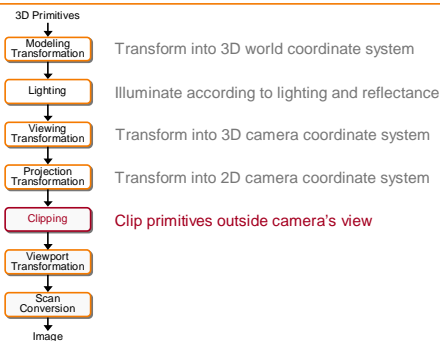 3D Primitives
Modeling
Transformation
Transform into 3D world coordinate system
Lighting
Illuminate according to lighting and reflectance
Viewing
Transformation
Transform into 3D camera coordinate system
Projection
Transformation
Transform into 2D camera coordinate system
Clipping
Clip primitives outside camera's view
Viewport
Transformation
Scan
Conversion
Image